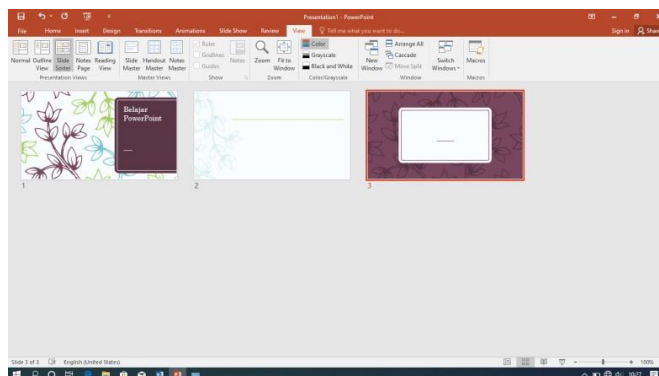 Presentation1 - PowerPoint
File Home Insert Design Transitions Animations Slide Show Review View Tell me what you want to do... Sign in Share
Normal Outline View Slide Sorter Notes Page Reading View
Presentation Views
Slide Master Handout Master Notes Master
Master Views
Ruler
Gridlines
Guides
Show
Notes
Zoom Fit to Window
Zoom
Color
Grayscale
Black and White
Color/Grayscale
New Window
Arrange All
Cascade
Move Split
Switch Windows
Window
Macros
Macros
Belajar
PowerPoint
1
2
3
Slide 3 of 3 English (United States) 100%